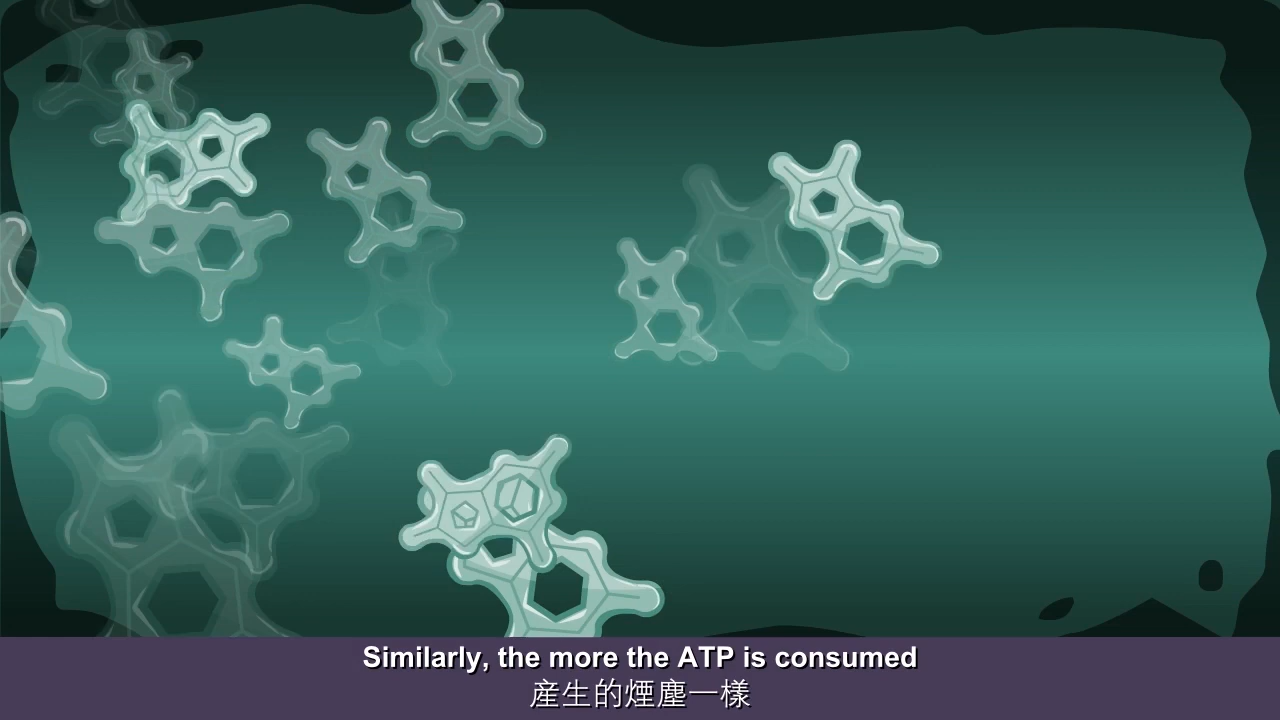 Similarly, the more the ATP is consumed
產生的煙塵一樣